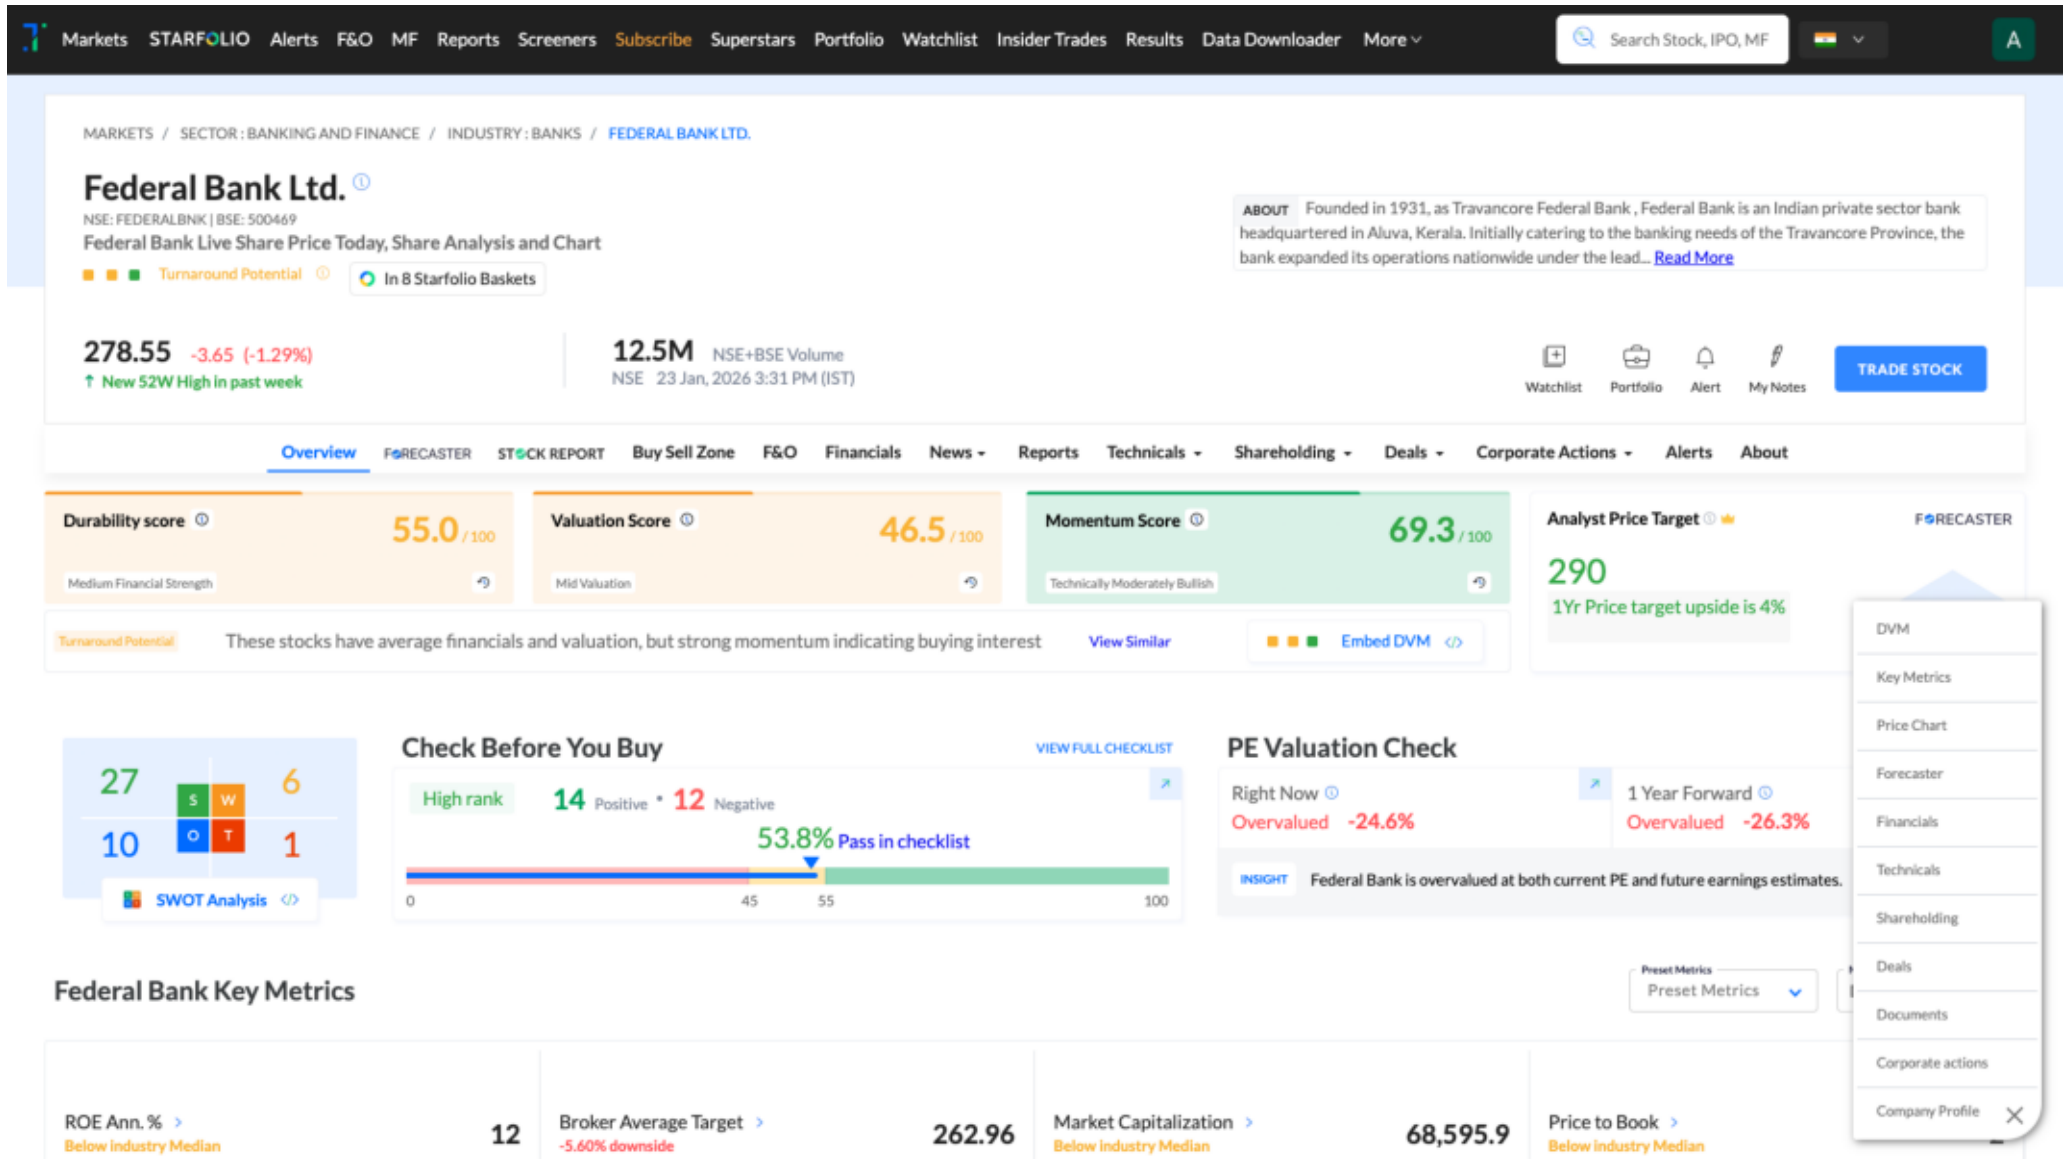 Markets STARFOLIO Alerts F&O MF Reports Screeners Subscribe Superstars Portfolio Watchlist Insider Trades Results Data Downloader More Search Stock, IPO, MF A
MARKETS / SECTOR : BANKING AND FINANCE / INDUSTRY : BANKS / FEDERAL BANK LTD.
Federal Bank Ltd.
NSE: FEDERALBNK | BSE: 500469
Federal Bank Live Share Price Today, Share Analysis and Chart
Turnaround Potential In 8 Starfolio Baskets
ABOUT Founded in 1931, as Travancore Federal Bank , Federal Bank is an Indian private sector bank
headquartered in Aluva, Kerala. Initially catering to the banking needs of the Travancore Province, the
bank expanded its operations nationwide under the lead... Read More
278.55 -3.65 (-1.29%)
↑ New 52W High in past week
12.5M NSE+BSE Volume
NSE 23 Jan, 2026 3:31 PM (IST)
Watchlist Portfolio Alert My Notes TRADE STOCK
Overview FORECASTER STOCK REPORT Buy Sell Zone F&O Financials News Reports Technicals Shareholding Deals Corporate Actions Alerts About
Durability score 55.0 / 100
Medium Financial Strength
Valuation Score 46.5 / 100
Mid Valuation
Momentum Score 69.3 / 100
Technically Moderately Bullish
Analyst Price Target FORECASTER
290
1Yr Price target upside is 4%
Turnaround Potential These stocks have average financials and valuation, but strong momentum indicating buying interest View Similar Embed DVM </>
27 6
S W
O T
10 1
SWOT Analysis </>
Check Before You Buy VIEW FULL CHECKLIST
High rank 14 Positive • 12 Negative
53.8% Pass in checklist
0 45 55 100
PE Valuation Check
Right Now
Overvalued -24.6%
1 Year Forward
Overvalued -26.3%
INSIGHT Federal Bank is overvalued at both current PE and future earnings estimates.
Federal Bank Key Metrics
Preset Metrics
Preset Metrics
ROE Ann. % 12
Below industry Median
Broker Average Target 262.96
-5.60% downside
Market Capitalization 68,595.9
Below industry Median
Price to Book
Below industry Median
DVM
Key Metrics
Price Chart
Forecaster
Financials
Technicals
Shareholding
Deals
Documents
Corporate actions
Company Profile